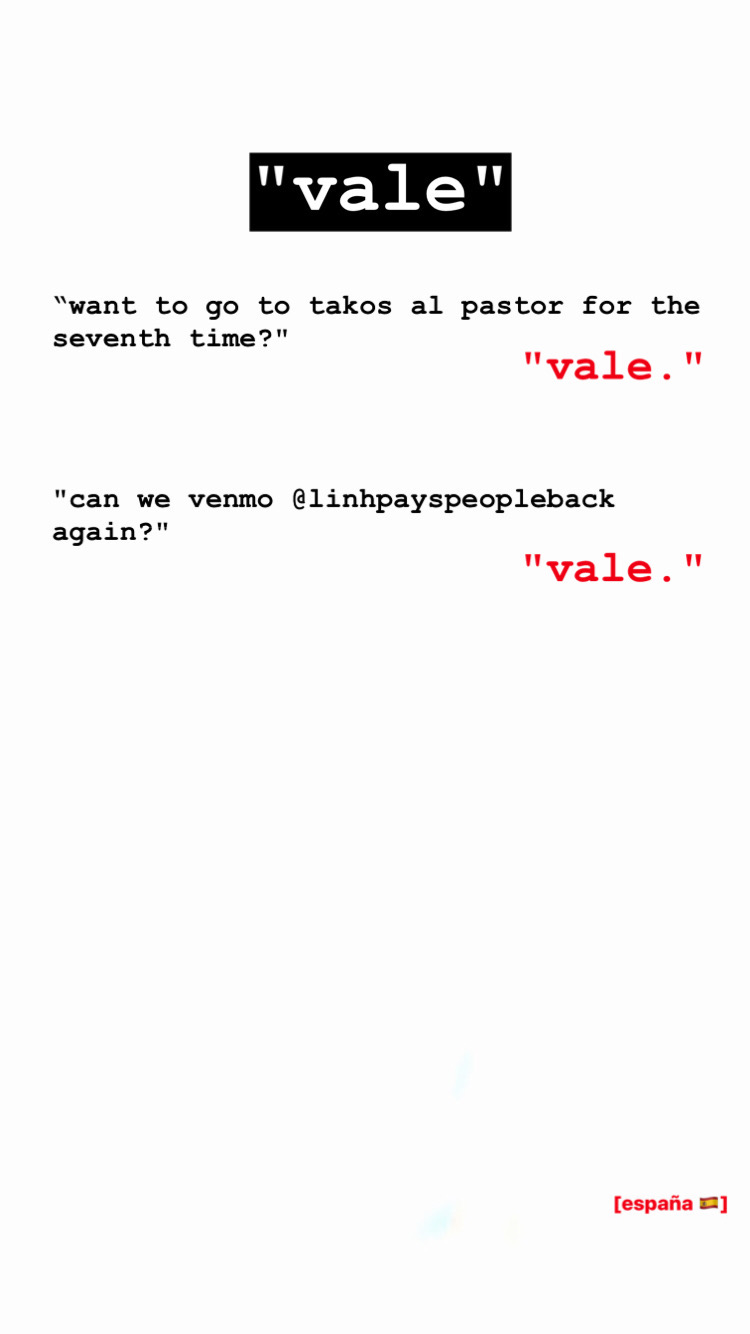 "vale"
“want to go to takos al pastor for the
seventh time?"
"vale."
"can we venmo @linhpayspeopleback
again?"
"vale."
[españa 🇪🇸]